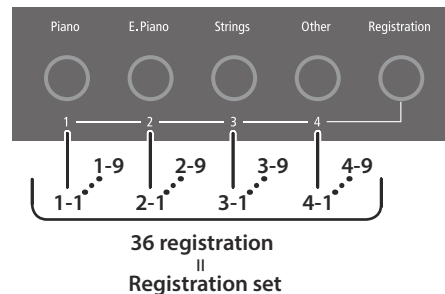 Piano E.Piano Strings Other Registration
1 2 3 4
1-9 2-9 3-9 4-9
1-1 2-1 3-1 4-1
36 registration
=
Registration set